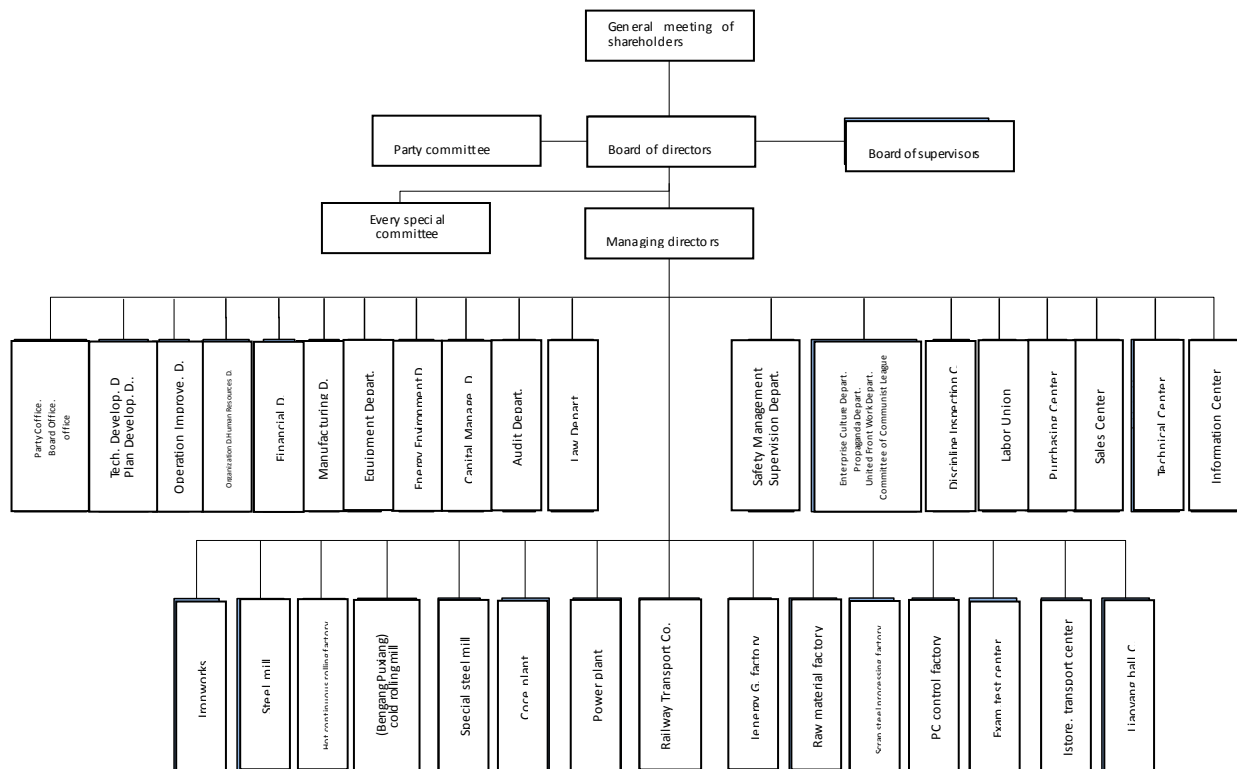 General meeting of
shareholders
Party committee
Board of directors
Board of supervisors
Every special
committee
Managing directors
Party C office.
Board Office.
office
Tech. Develop. D
Plan Develop. D..
Operation Improve. D.
Organization D.Human Resources D.
Financial D.
Manufacturing D.
Equipment Depart.
Energy Environment D.
Capital Manage. D
Audit Depart.
Law Depart.
Safety Management
Supervision Depart.
Enterprise Culture Depart.
Propaganda Depart.
United Front Work Depart.
Committee of Communist League
Discipline Inspection C.
Labor Union
Purchasing Center
Sales Center
Technical Center
Information Center
Ironworks
Steel mill
Hot continuous rolling factory
(Bengang Puxiang)
cold rolling mill
Special steel mill
Coce plant
Power plant
Railway Transport Co.
Ienergy G. factory
Raw material factory
Scrap steel processing factory
PC control factory
Exam.test center
Istore. transport center
Liaoyang ball C